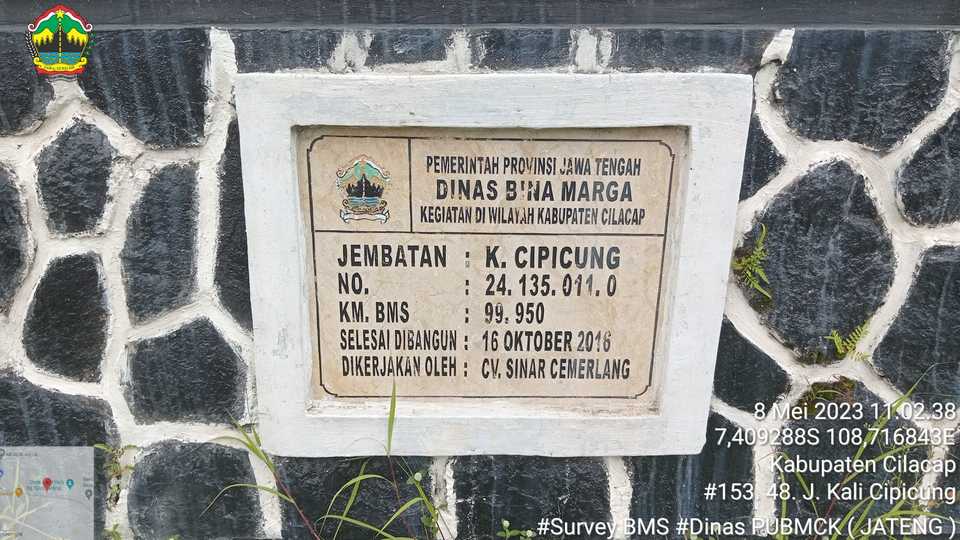 PEMERINTAH PROVINSI JAWA TENGAH
DINAS BINA MARGA
KEGIATAN DI WILAYAH KABUPATEN CILACAP
JEMBATAN : K. CIPICUNG
NO. : 24. 135. 011. 0
KM. BMS : 99. 950
SELESAI DIBANGUN : 16 OKTOBER 2016
DIKERJAKAN OLEH : CV. SINAR CEMERLANG
8 Mei 2023 11.02.38
7,409288S 108,716843E
Kabupaten Cilacap
#153_48. J. Kali Cipicung
#Survey BMS #Dinas PUBMCK ( JATENG )